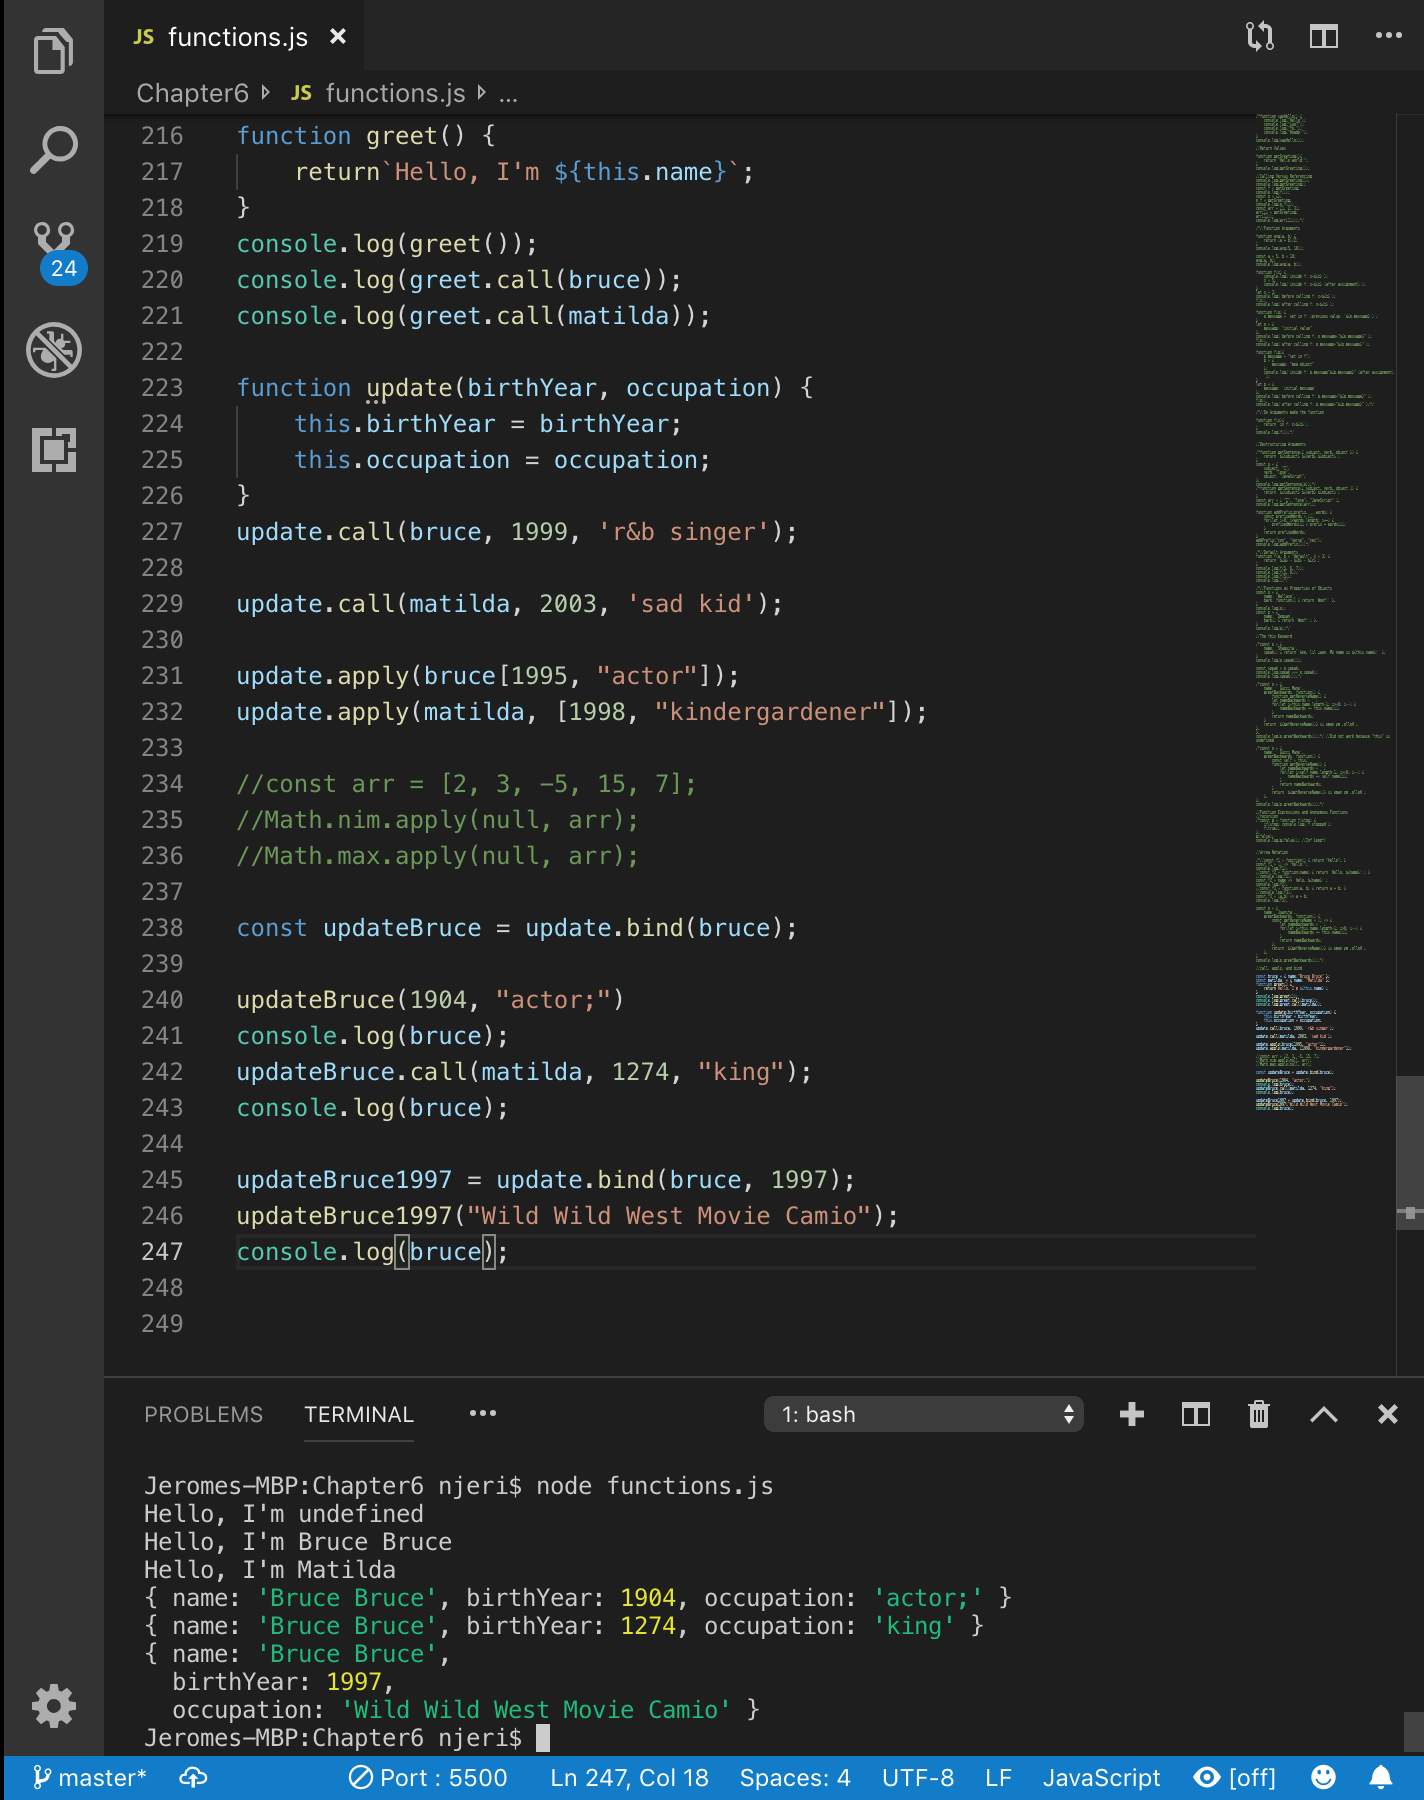 JS functions.js ×
Chapter6 JS functions.js ...
24
216 function greet() {
217 return`Hello, I'm ${this.name}`;
218 }
219 console.log(greet());
220 console.log(greet.call(bruce));
221 console.log(greet.call(matilda));
222
223 function update(birthYear, occupation) {
224 this.birthYear = birthYear;
225 this.occupation = occupation;
226 }
227 update.call(bruce, 1999, 'r&b singer');
228
229 update.call(matilda, 2003, 'sad kid');
230
231 update.apply(bruce[1995, "actor"]);
232 update.apply(matilda, [1998, "kindergardener"]);
233
234 //const arr = [2, 3, -5, 15, 7];
235 //Math.nim.apply(null, arr);
236 //Math.max.apply(null, arr);
237
238 const updateBruce = update.bind(bruce);
239
240 updateBruce(1904, "actor;")
241 console.log(bruce);
242 updateBruce.call(matilda, 1274, "king");
243 console.log(bruce);
244
245 updateBruce1997 = update.bind(bruce, 1997);
246 updateBruce1997("Wild Wild West Movie Camio");
247 console.log(bruce);
248
249
PROBLEMS TERMINAL ... 1: bash
Jeromes-MBP:Chapter6 njeri$ node functions.js
Hello, I'm undefined
Hello, I'm Bruce Bruce
Hello, I'm Matilda
{ name: 'Bruce Bruce', birthYear: 1904, occupation: 'actor;' }
{ name: 'Bruce Bruce', birthYear: 1274, occupation: 'king' }
{ name: 'Bruce Bruce',
birthYear: 1997,
occupation: 'Wild Wild West Movie Camio' }
Jeromes-MBP:Chapter6 njeri$
master* Port : 5500 Ln 247, Col 18 Spaces: 4 UTF-8 LF JavaScript [off]